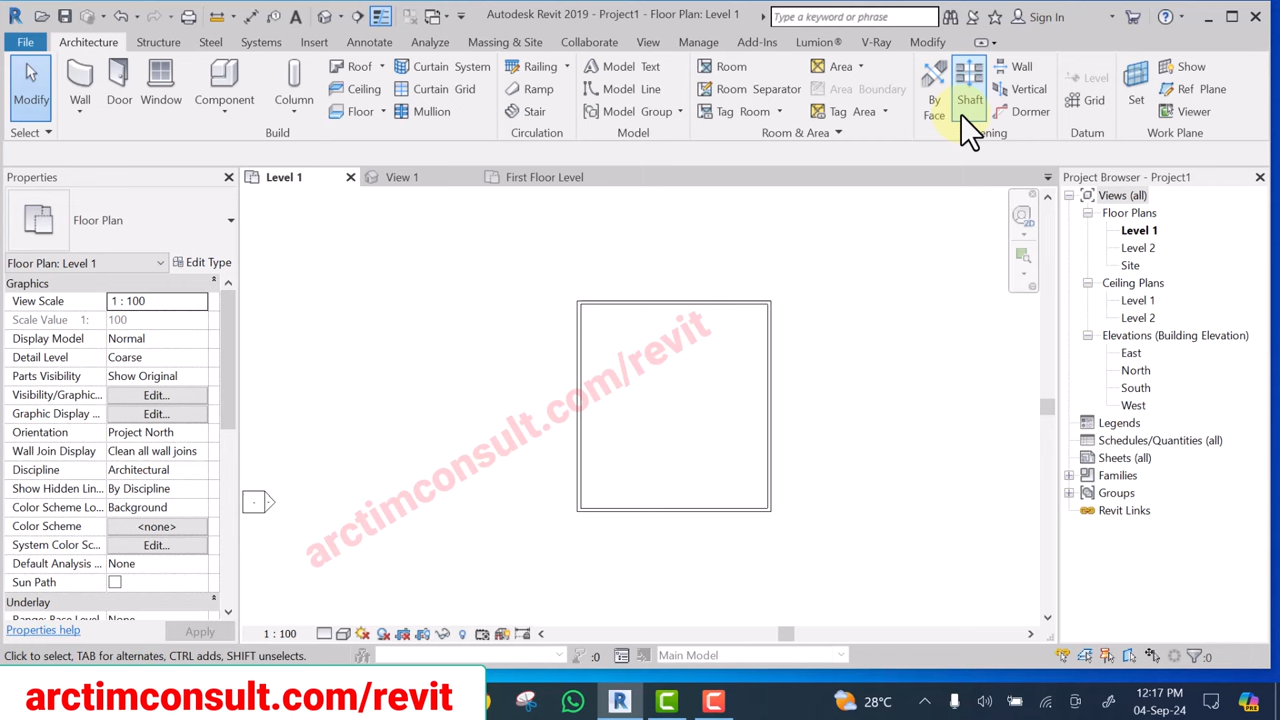 Autodesk Revit 2019 - Project1 - Floor Plan: Level 1
Type a keyword or phrase
Sign In
File Architecture Structure Steel Systems Insert Annotate Analyze Massing & Site Collaborate View Manage Add-Ins Lumion® V-Ray Modify
Modify
Wall
Door
Window
Component
Column
Roof
Ceiling
Floor
Curtain System
Curtain Grid
Mullion
Railing
Ramp
Stair
Model Text
Model Line
Model Group
Room
Room Separator
Tag Room
Area
Area Boundary
Tag Area
By
Face
Shaft
Wall
Vertical
Dormer
Level
Grid
Set
Show
Ref Plane
Viewer
Select Build Circulation Model Room & Area Datum Work Plane
Properties
Level 1 View 1 First Floor Level
Floor Plan
Floor Plan: Level 1
Edit Type
Graphics
View Scale 1 : 100
Scale Value 1: 100
Display Model Normal
Detail Level Coarse
Parts Visibility Show Original
Visibility/Graphic... Edit...
Graphic Display ... Edit...
Orientation Project North
Wall Join Display Clean all wall joins
Discipline Architectural
Show Hidden Lin... By Discipline
Color Scheme Lo... Background
Color Scheme <none>
System Color Sc... Edit...
Default Analysis ... None
Sun Path
Underlay
Properties help
Apply
2D
arctimconsult.com/revit
Project Browser - Project1
Views (all)
Floor Plans
Level 1
Level 2
Site
Ceiling Plans
Level 1
Level 2
Elevations (Building Elevation)
East
North
South
West
Legends
Schedules/Quantities (all)
Sheets (all)
Families
Groups
Revit Links
1 : 100
Click to select, TAB for alternates, CTRL adds, SHIFT unselects.
:0
Main Model
:0
arctimconsult.com/revit
28°C
12:17 PM
04-Sep-24